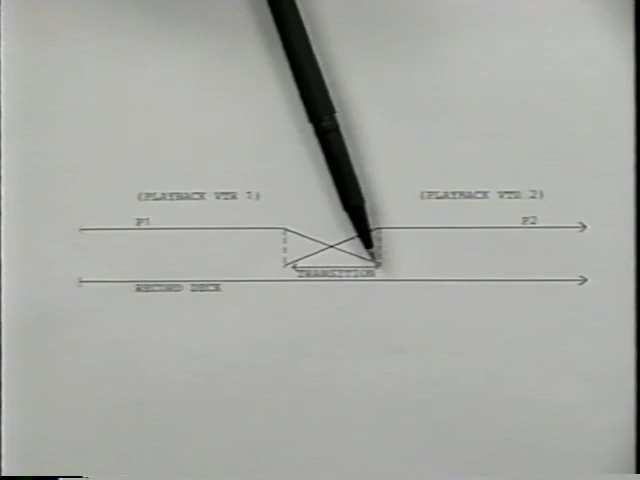 (PLAYBACK VTR 1) (PLAYBACK VTR 2)
P1 P2
TRANSITION
RECORD DECK